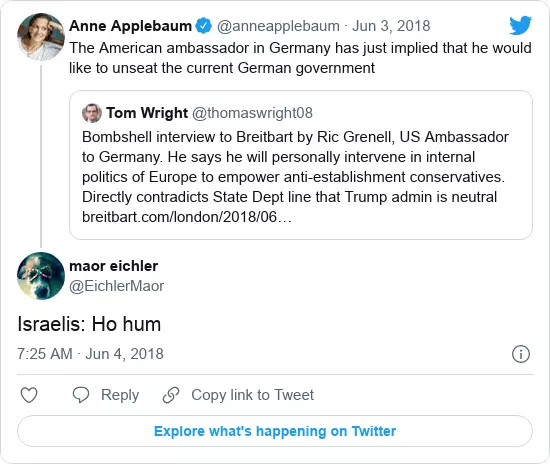 Anne Applebaum @anneapplebaum · Jun 3, 2018
The American ambassador in Germany has just implied that he would
like to unseat the current German government
Tom Wright @thomaswright08
Bombshell interview to Breitbart by Ric Grenell, US Ambassador
to Germany. He says he will personally intervene in internal
politics of Europe to empower anti-establishment conservatives.
Directly contradicts State Dept line that Trump admin is neutral
breitbart.com/london/2018/06…
maor eichler
@EichlerMaor
Israelis: Ho hum
7:25 AM · Jun 4, 2018
Reply
Copy link to Tweet
Explore what's happening on Twitter